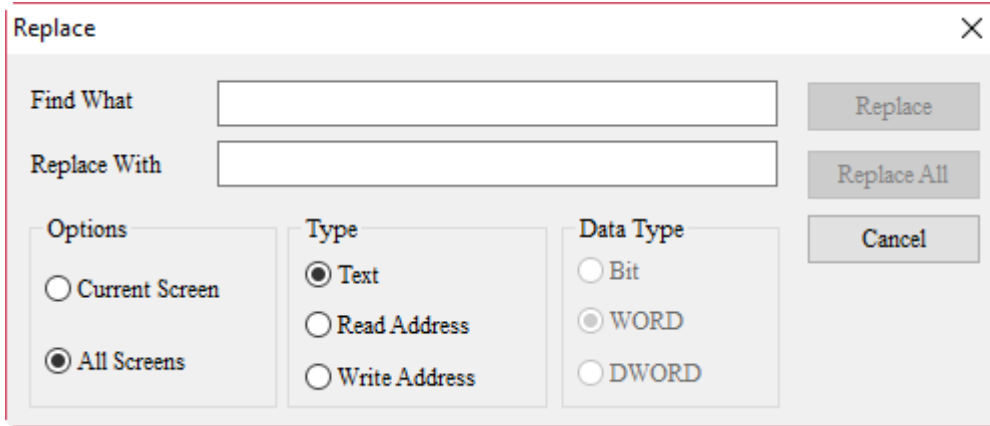 Replace
Find What
Replace
Replace With
Replace All
Options
Type
Data Type
Cancel
Current Screen
All Screens
Text
Read Address
Write Address
Bit
WORD
DWORD